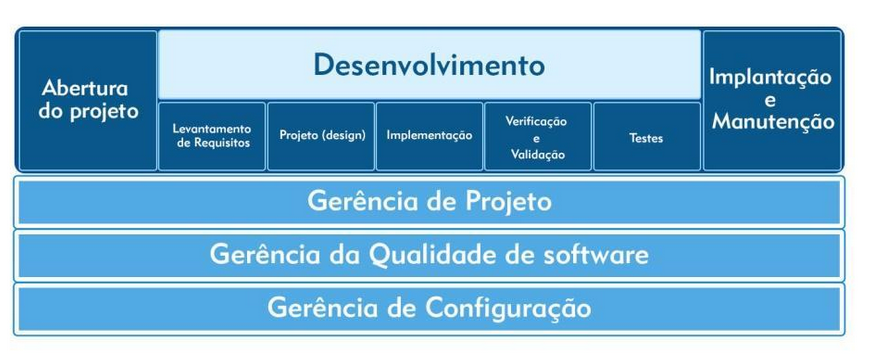 Abertura
do projeto
Desenvolvimento
Levantamento
de Requisitos
Projeto (design)
Implementação
Verificação
e
Validação
Testes
Implantação
e
Manutenção
Gerência de Projeto
Gerência da Qualidade de software
Gerência de Configuração